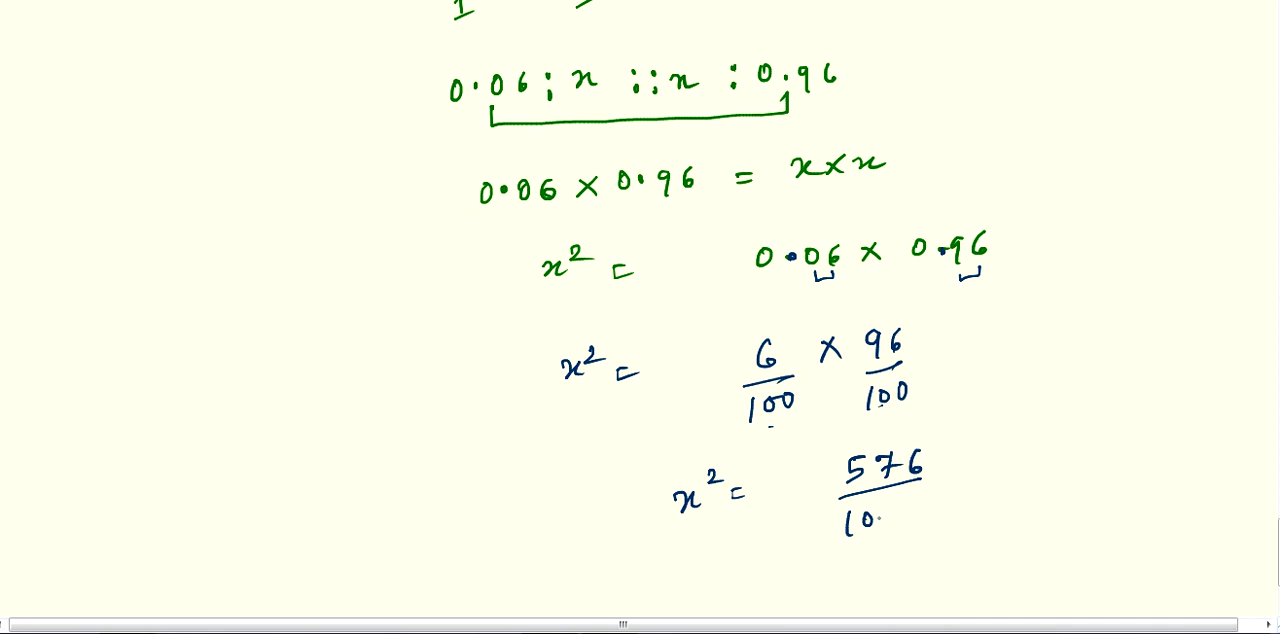 1
0.06 : x :: x : 0.96
0.06 × 0.96 = x × x
x² = 0.06 × 0.96
x² = 6/100 × 96/100
x² = 576/10